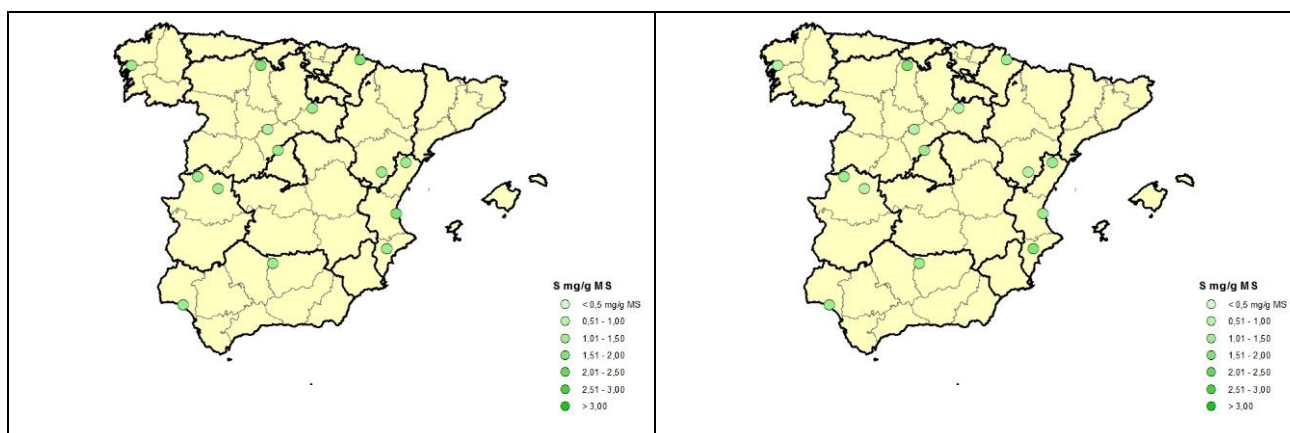 S mg/g MS
< 0,5 mg/g MS
0,51 - 1,00
1,01 - 1,50
1,51 - 2,00
2,01 - 2,50
2,51 - 3,00
> 3,00
S mg/g MS
< 0,5 mg/g MS
0,51 - 1,00
1,01 - 1,50
1,51 - 2,00
2,01 - 2,50
2,51 - 3,00
> 3,00